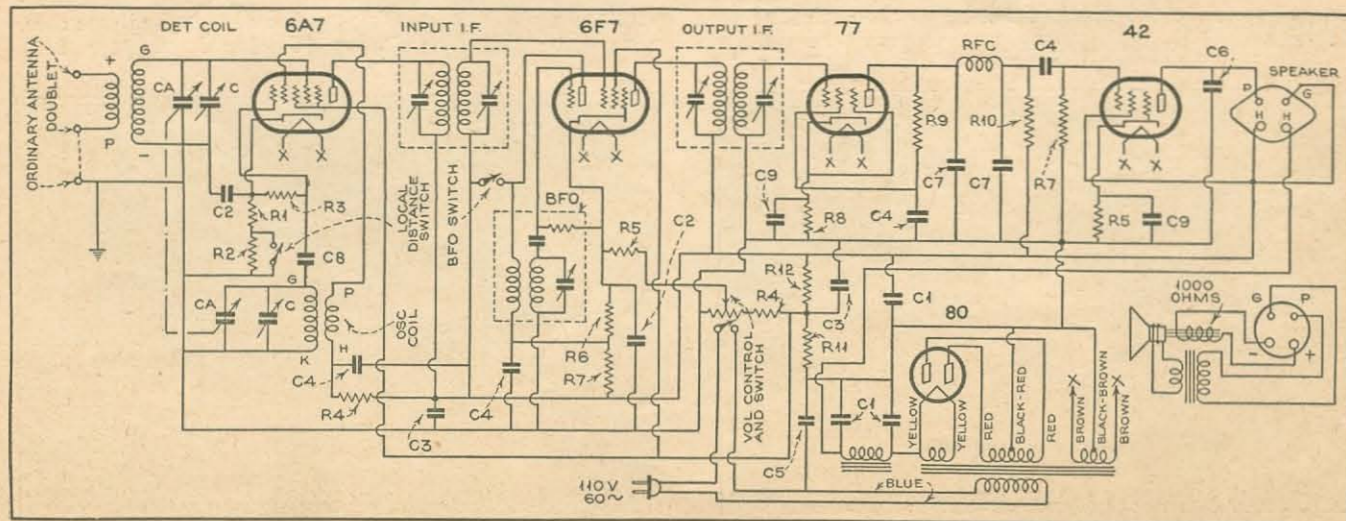 DET COIL
6A7
INPUT I.F.
6F7
OUTPUT I.F.
77
RFC
C4
42
C6
SPEAKER
ORDINARY ANTENNA
DOUBLET
+
G
P
-
CA
C
C2
R1
R3
R2
LOCAL
DISTANCE
SWITCH
BFO SWITCH
C8
X X
X X
BFO
R5
C2
C9
R8
C4
R9
C7
C7
R10
R7
X X
X X
R5
C9
P
G
H
H
CA
C
G
K
P
H
OSC
COIL
C4
R4
C3
C4
R6
R7
R12
R4
C3
R11
C1
80
VOL CONTROL
AND SWITCH
C5
C1
YELLOW
YELLOW
RED
BLACK-RED
RED
X
BROWN
BLACK-BROWN
X
BROWN
1000
OHMS
G
P
-
+
110V
60~
BLUE